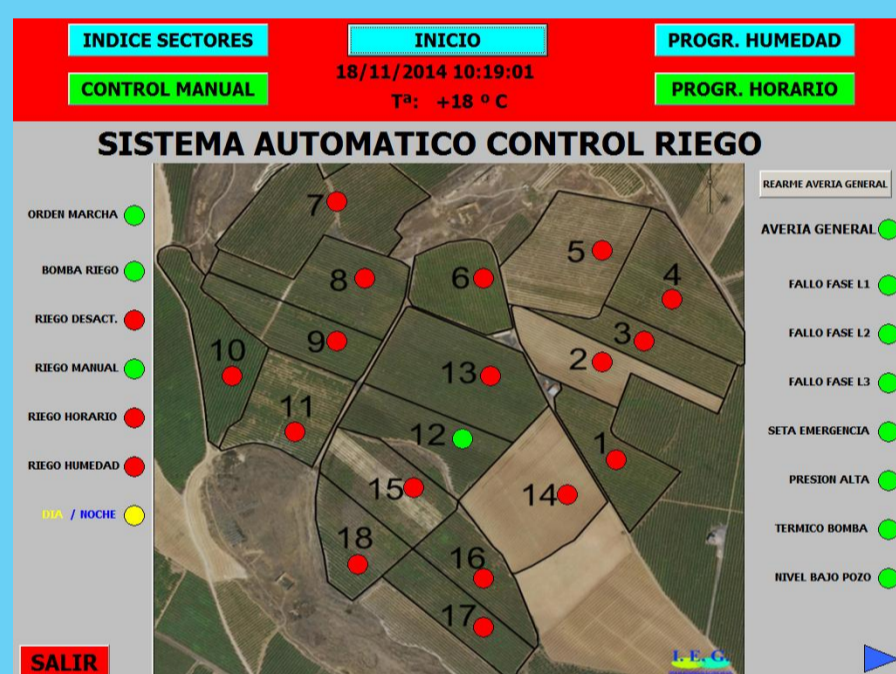 INDICE SECTORES
INICIO
PROGR. HUMEDAD
CONTROL MANUAL
18/11/2014 10:19:01
PROGR. HORARIO
Tª: +18 º C
SISTEMA AUTOMATICO CONTROL RIEGO
REARME AVERIA GENERAL
ORDEN MARCHA
BOMBA RIEGO
RIEGO DESACT.
RIEGO MANUAL
RIEGO HORARIO
RIEGO HUMEDAD
DIA / NOCHE
7
5
8
6
4
9
3
2
10
13
11
12
1
15
14
18
16
17
AVERIA GENERAL
FALLO FASE L1
FALLO FASE L2
FALLO FASE L3
SETA EMERGENCIA
PRESION ALTA
TERMICO BOMBA
NIVEL BAJO POZO
SALIR
I. E. G.